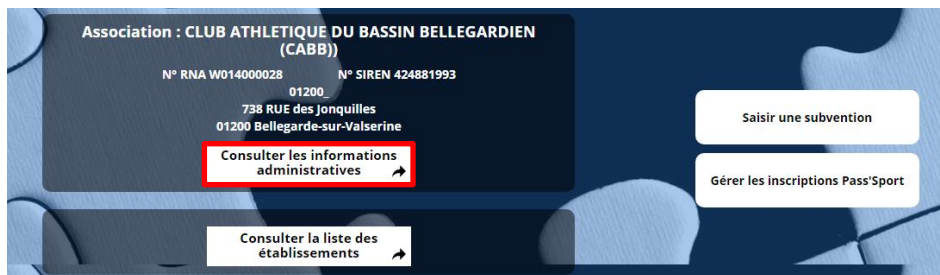 Association : CLUB ATHLETIQUE DU BASSIN BELLEGARDIEN
(CABB))
N° RNA W014000028 N° SIREN 424881993
01200_
738 RUE des Jonquilles
01200 Bellegarde-sur-Valserine
Consulter les informations
administratives
Saisir une subvention
Gérer les inscriptions Pass'Sport
Consulter la liste des
établissements